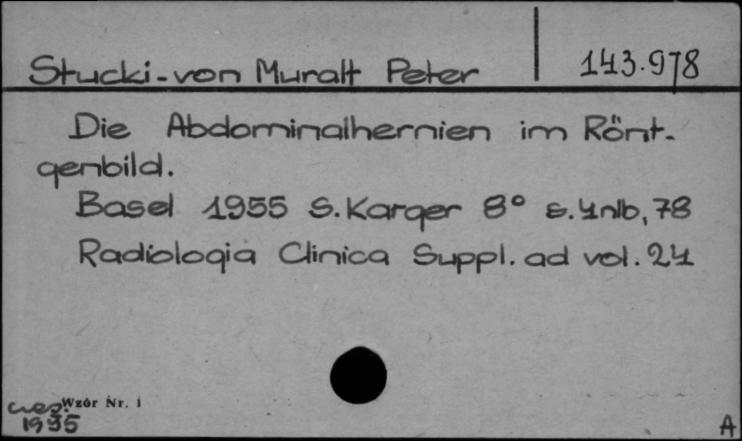 Stucki-von Muralt Peter 143.978
Die Abdominalhernien im Rönt-
genbild.
Basel 1955 S. Karger 8° s. 4nlb, 78
Radiologia Clinica Suppl. ad vol. 24
Wzór Nr. 1
1995
A